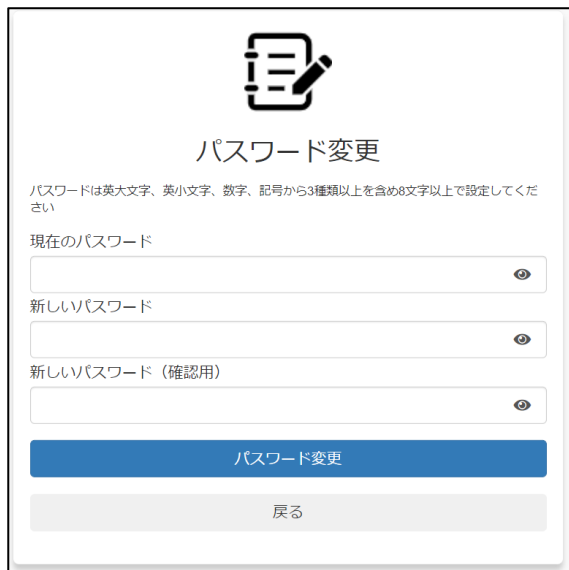 パスワード変更
パスワードは英大文字、英小文字、数字、記号から3種類以上を含め8文字以上で設定してくだ
さい
現在のパスワード
新しいパスワード
新しいパスワード（確認用）
パスワード変更
戻る